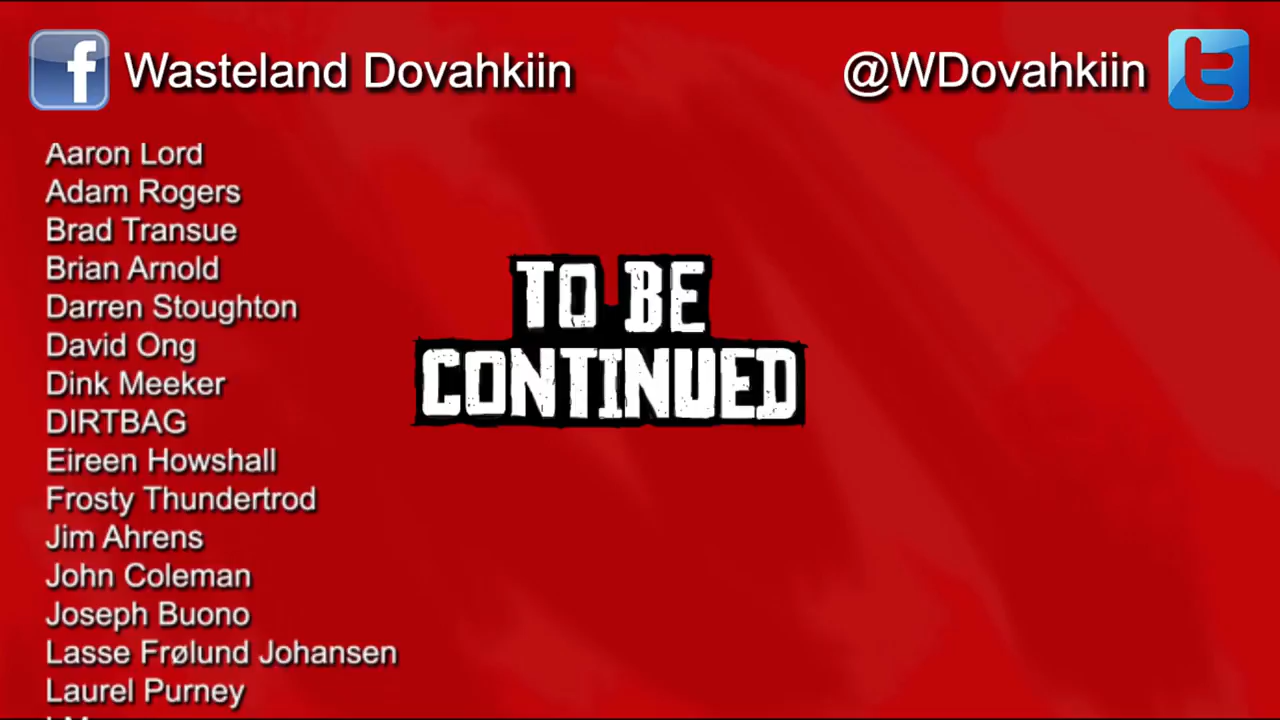 Wasteland Dovahkiin
@WDovahkiin
Aaron Lord
Adam Rogers
Brad Transue
Brian Arnold
Darren Stoughton
David Ong
Dink Meeker
DIRTBAG
Eireen Howshall
Frosty Thundertrod
Jim Ahrens
John Coleman
Joseph Buono
Lasse Frølund Johansen
Laurel Purney
TO BE
CONTINUED